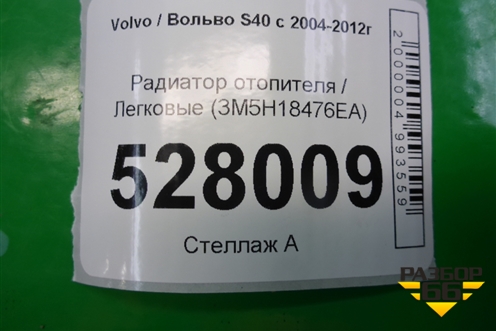 Volvo / Вольво S40 с 2004-2012г
Радиатор отопителя /
Легковые (3M5H18476EA)
528009
Стеллаж А
2000004993559
РАЗБОР
66